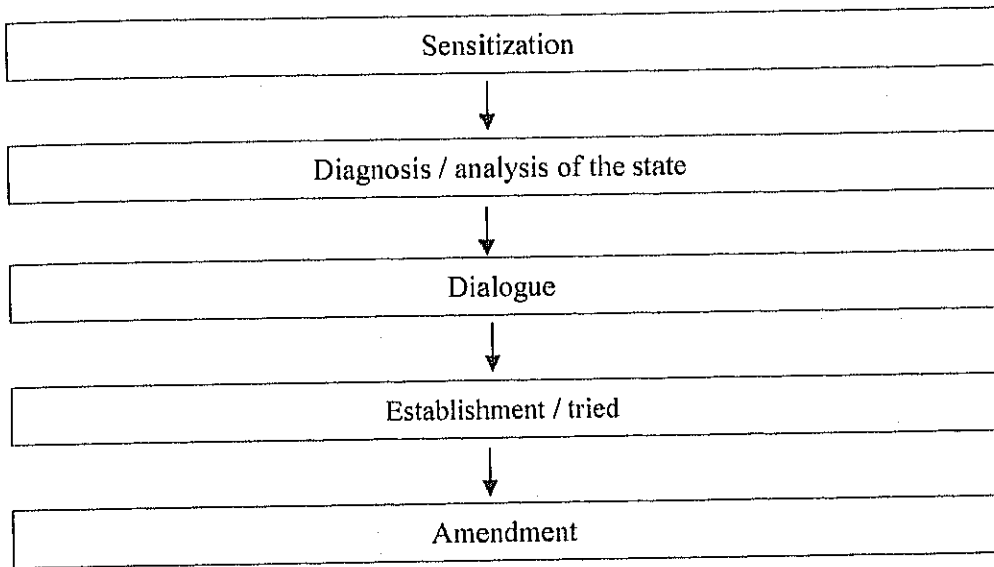 Sensitization
Diagnosis / analysis of the state
Dialogue
Establishment / tried
Amendment